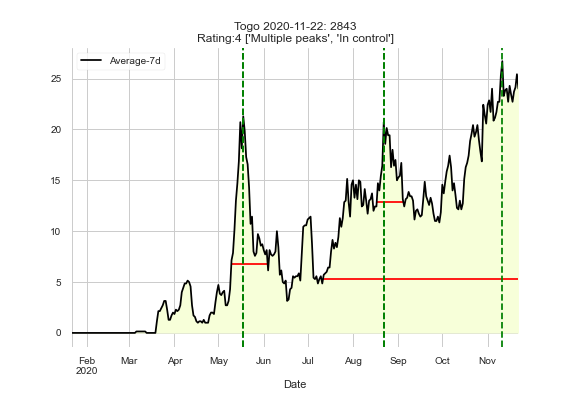 Togo 2020-11-22: 2843
Rating:4 ['Multiple peaks', 'In control']
Average-7d
25
20
15
10
5
0
Feb Mar Apr May Jun Jul Aug Sep Oct Nov
2020
Date